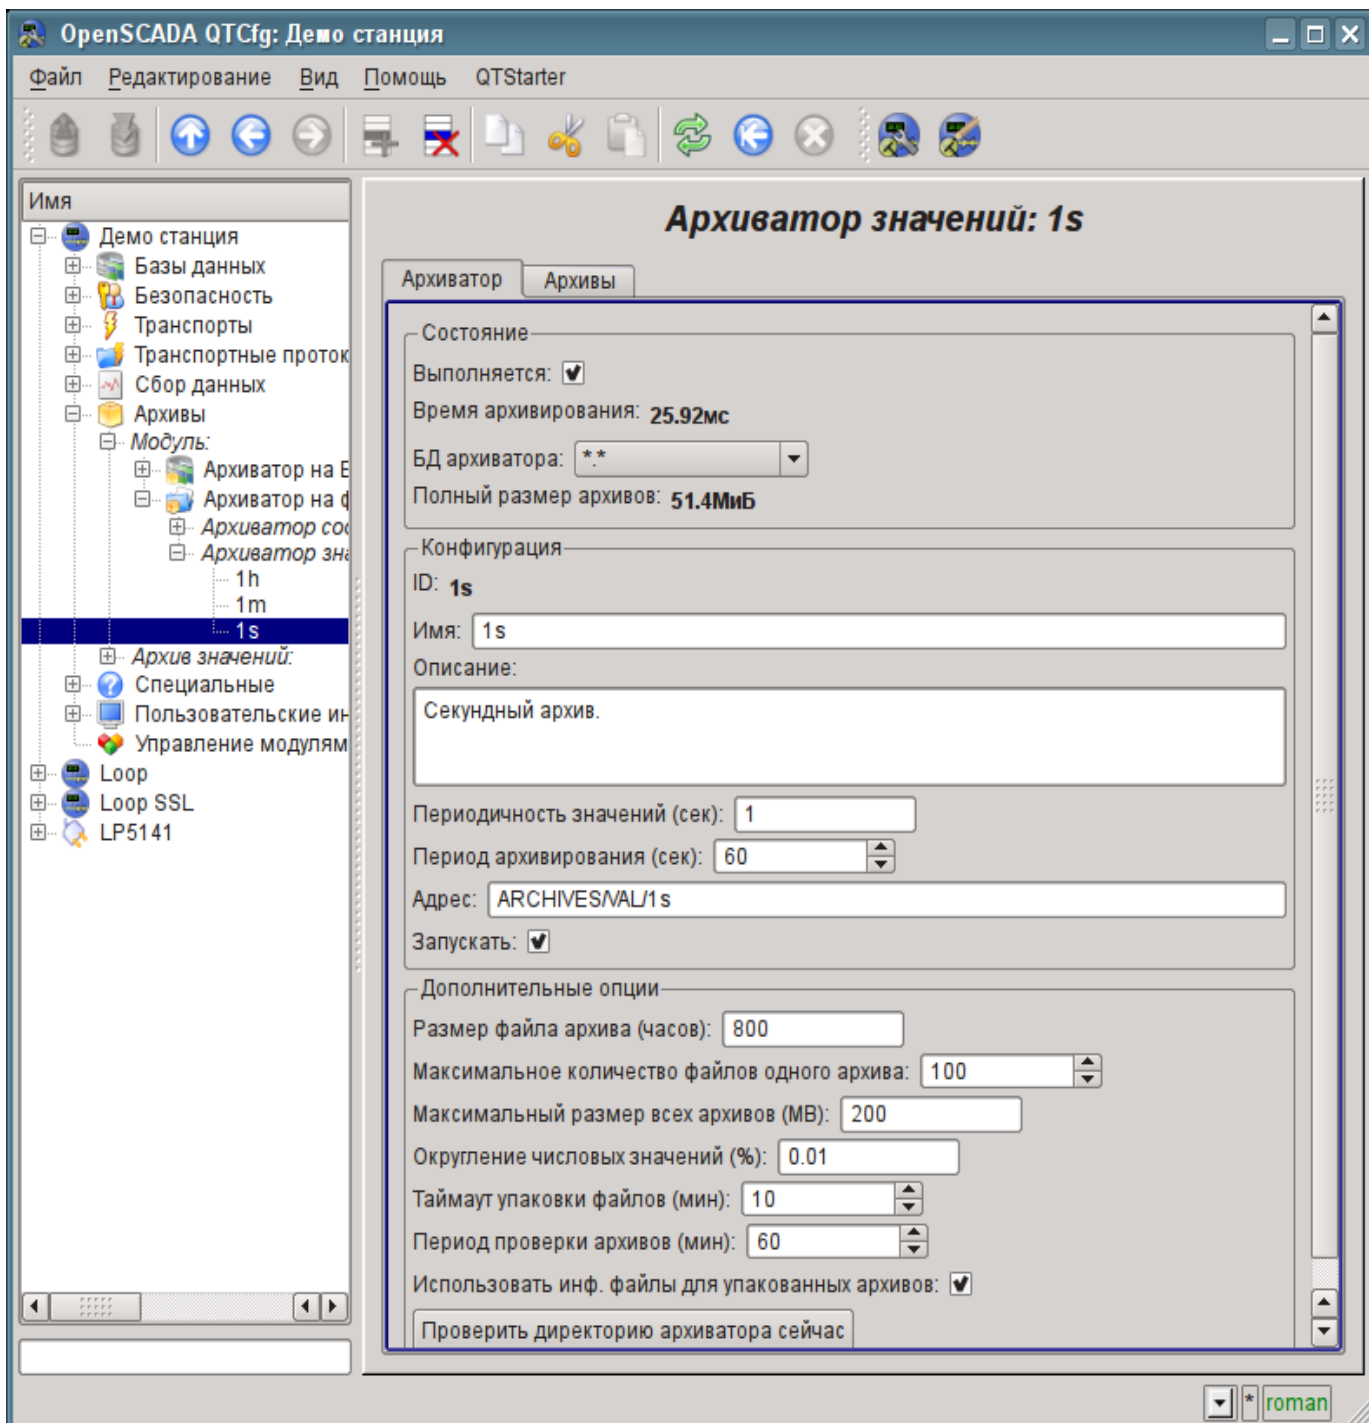 OpenSCADA QTCfg: Демо станция
Файл Редактирование Вид Помощь QTStarter
Имя
Демо станция
Базы данных
Безопасность
Транспорты
Транспортные проток
Сбор данных
Архивы
Модуль:
Архиватор на Б
Архиватор на ф
Архиватор соо
Архиватор зна
1h
1m
1s
Архив значений:
Специальные
Пользовательские ин
Управление модулям
Loop
Loop SSL
LP5141
Архиватор значений: 1s
Архиватор Архивы
Состояние
Выполняется:
Время архивирования: 25.92мс
БД архиватора: *.*
Полный размер архивов: 51.4МиБ
Конфигурация
ID: 1s
Имя: 1s
Описание:
Секундный архив.
Периодичность значений (сек): 1
Период архивирования (сек): 60
Адрес: ARCHIVES/VAL/1s
Запускать:
Дополнительные опции
Размер файла архива (часов): 800
Максимальное количество файлов одного архива: 100
Максимальный размер всех архивов (MB): 200
Округление числовых значений (%): 0.01
Таймаут упаковки файлов (мин): 10
Период проверки архивов (мин): 60
Использовать инф. файлы для упакованных архивов:
Проверить директорию архиватора сейчас
* roman